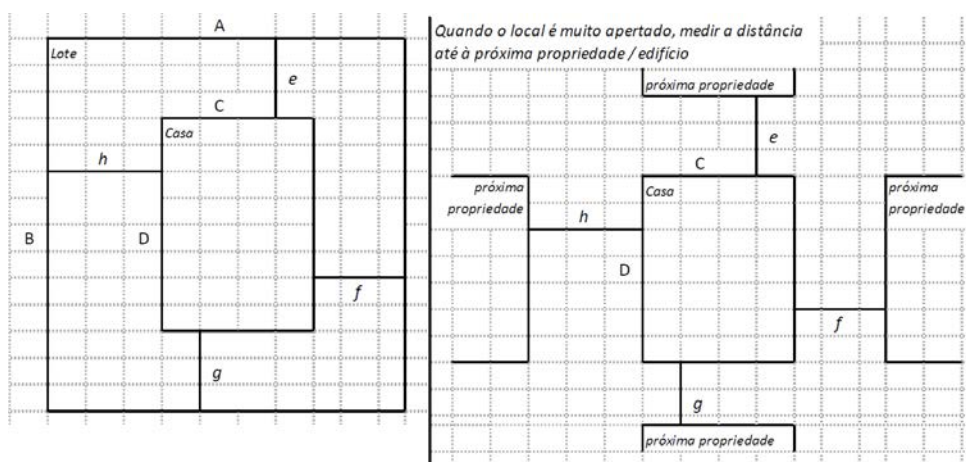 A
Lote
e
C
Casa
h
B
D
f
g
Quando o local é muito apertado, medir a distância
até à próxima propriedade / edifício
próxima propriedade
e
C
próxima
propriedade
Casa
próxima
propriedade
h
D
f
g
próxima propriedade